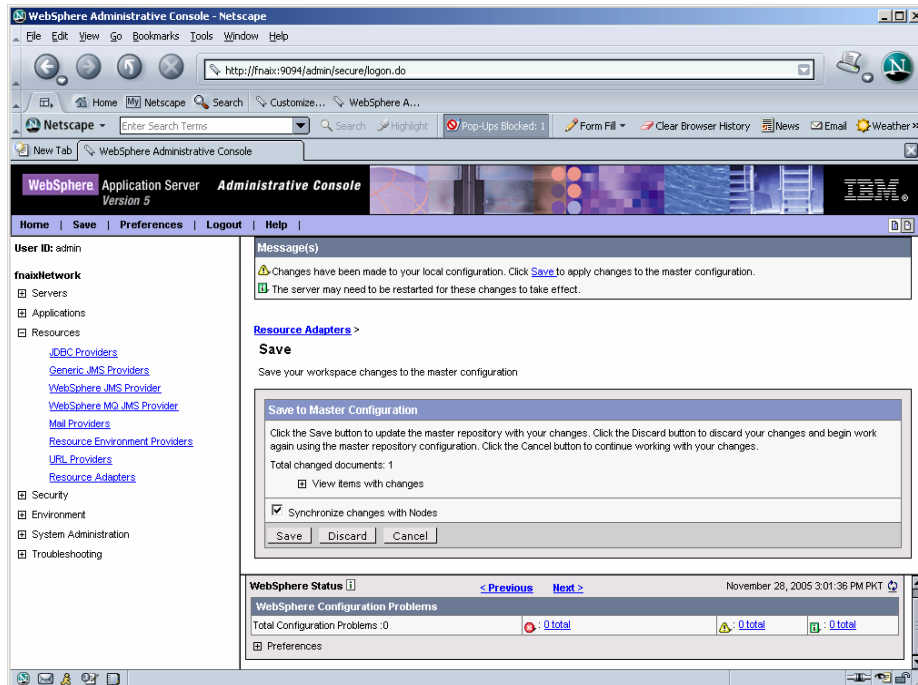 WebSphere Administrative Console - Netscape
File Edit View Go Bookmarks Tools Window Help
http://fnaix:9094/admin/secure/logon.do
Home My Netscape Search Customize... WebSphere A...
Netscape Enter Search Terms Search Highlight Pop-Ups Blocked: 1 Form Fill Clear Browser History News Email Weather
New Tab WebSphere Administrative Console
WebSphere Application Server Administrative Console
Version 5
IBM.
Home | Save | Preferences | Logout | Help |
User ID: admin
fnaixNetwork
Servers
Applications
Resources
JDBC Providers
Generic JMS Providers
WebSphere JMS Provider
WebSphere MQ JMS Provider
Mail Providers
Resource Environment Providers
URL Providers
Resource Adapters
Security
Environment
System Administration
Troubleshooting
Message(s)
Changes have been made to your local configuration. Click Save to apply changes to the master configuration.
The server may need to be restarted for these changes to take effect.
Resource Adapters >
Save
Save your workspace changes to the master configuration
Save to Master Configuration
Click the Save button to update the master repository with your changes. Click the Discard button to discard your changes and begin work
again using the master repository configuration. Click the Cancel button to continue working with your changes.
Total changed documents: 1
View items with changes
Synchronize changes with Nodes
Save Discard Cancel
WebSphere Status < Previous Next > November 28, 2005 3:01:36 PM PKT
WebSphere Configuration Problems
Total Configuration Problems :0 : 0 total : 0 total : 0 total
Preferences